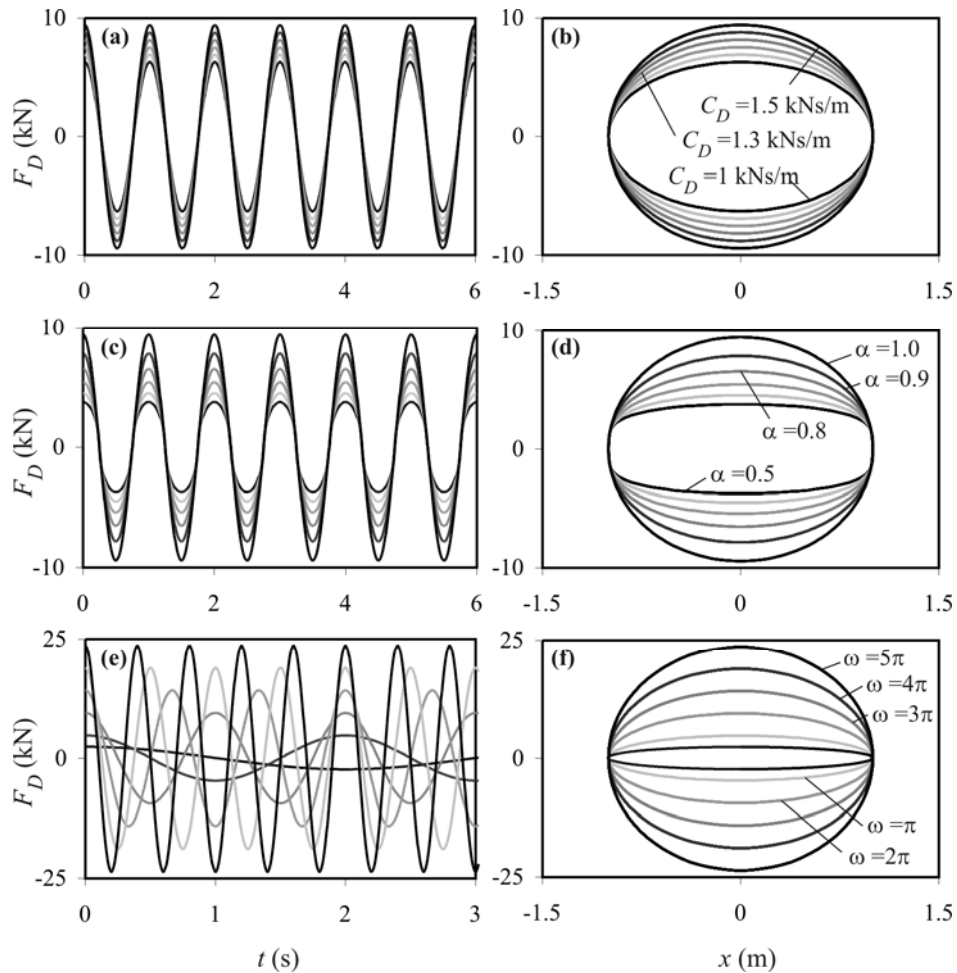 (a)
10
0
-10
F_D (kN)
0 2 4 6
(b)
10
0
-10
C_D =1.5 kNs/m
C_D =1.3 kNs/m
C_D =1 kNs/m
-1.5 0 1.5
(c)
10
0
-10
F_D (kN)
0 2 4 6
(d)
10
0
-10
α =1.0
α =0.9
α =0.8
α =0.5
-1.5 0 1.5
(e)
25
0
-25
F_D (kN)
0 1 2 3
t (s)
(f)
25
0
-25
ω =5π
ω =4π
ω =3π
ω =π
ω =2π
-1.5 0 1.5
x (m)